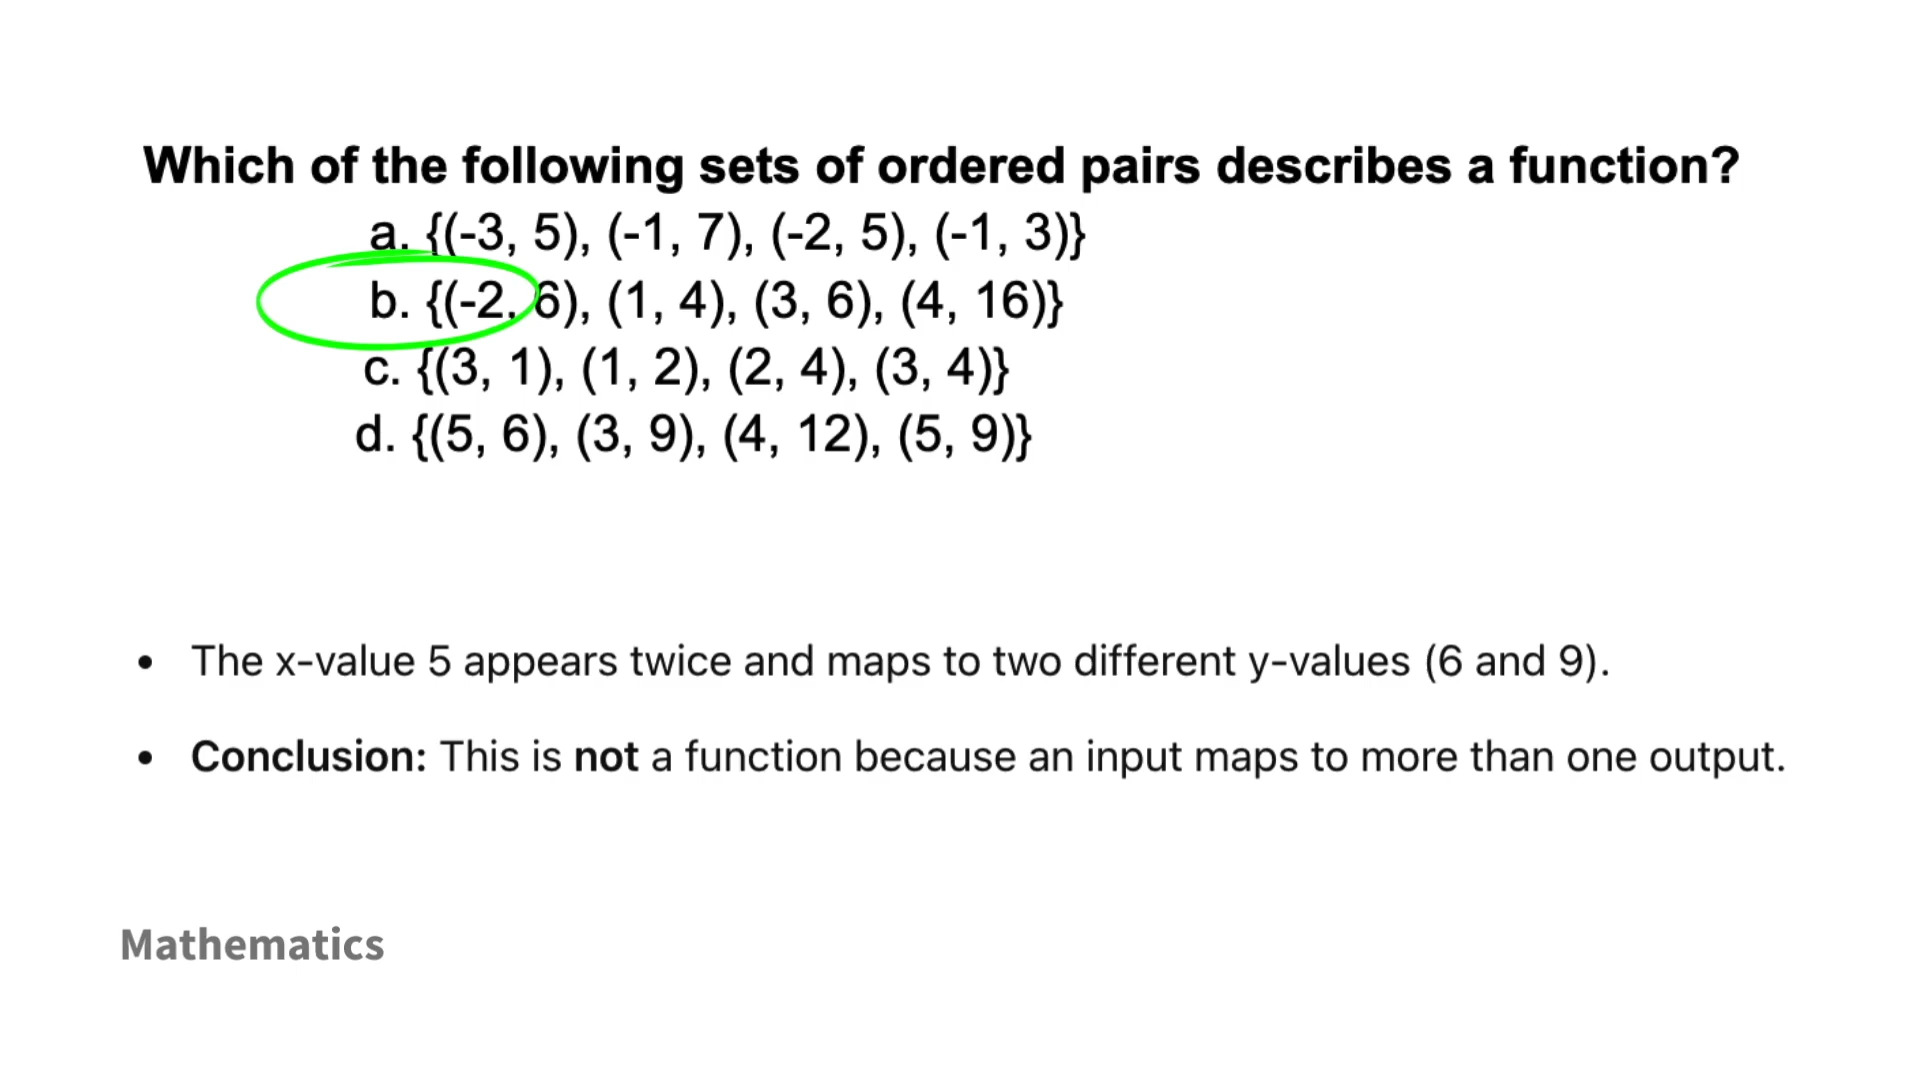 Which of the following sets of ordered pairs describes a function?
a. {(-3, 5), (-1, 7), (-2, 5), (-1, 3)}
b. {(-2, 6), (1, 4), (3, 6), (4, 16)}
c. {(3, 1), (1, 2), (2, 4), (3, 4)}
d. {(5, 6), (3, 9), (4, 12), (5, 9)}
• The x-value 5 appears twice and maps to two different y-values (6 and 9).
• Conclusion: This is not a function because an input maps to more than one output.
Mathematics